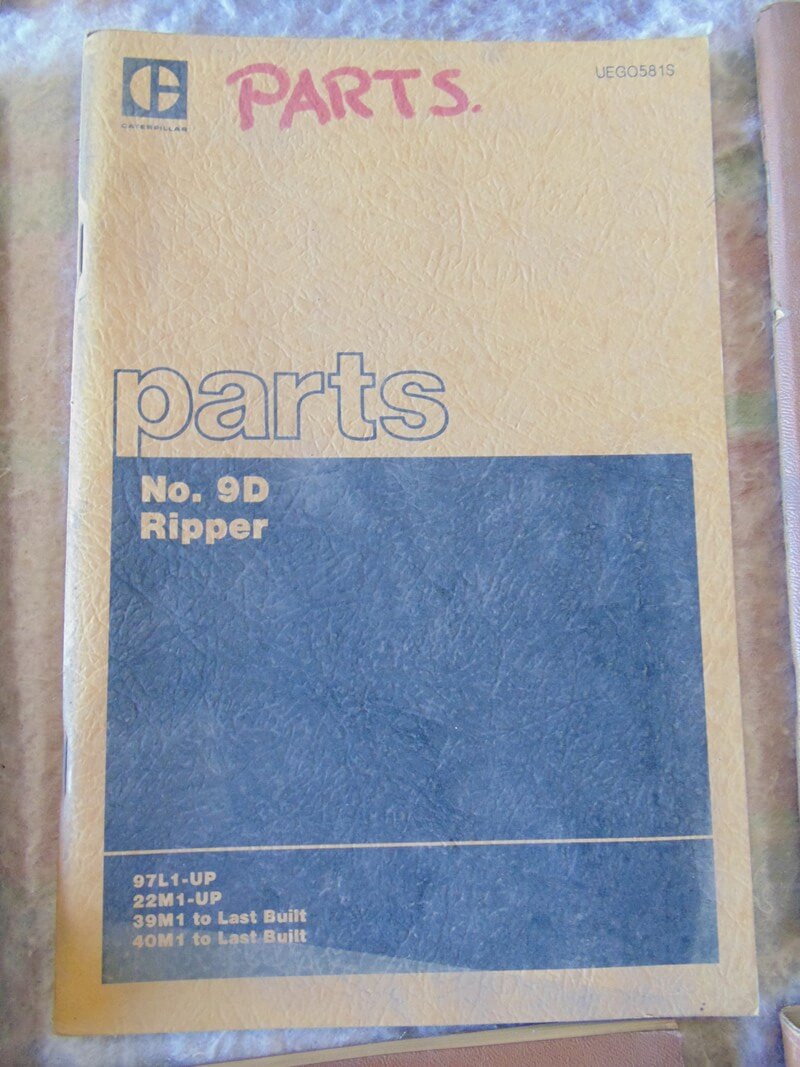 CATERPILLAR
PARTS.
UEG0581S
parts
No. 9D
Ripper
97L1-UP
22M1-UP
39M1 to Last Built
40M1 to Last Built